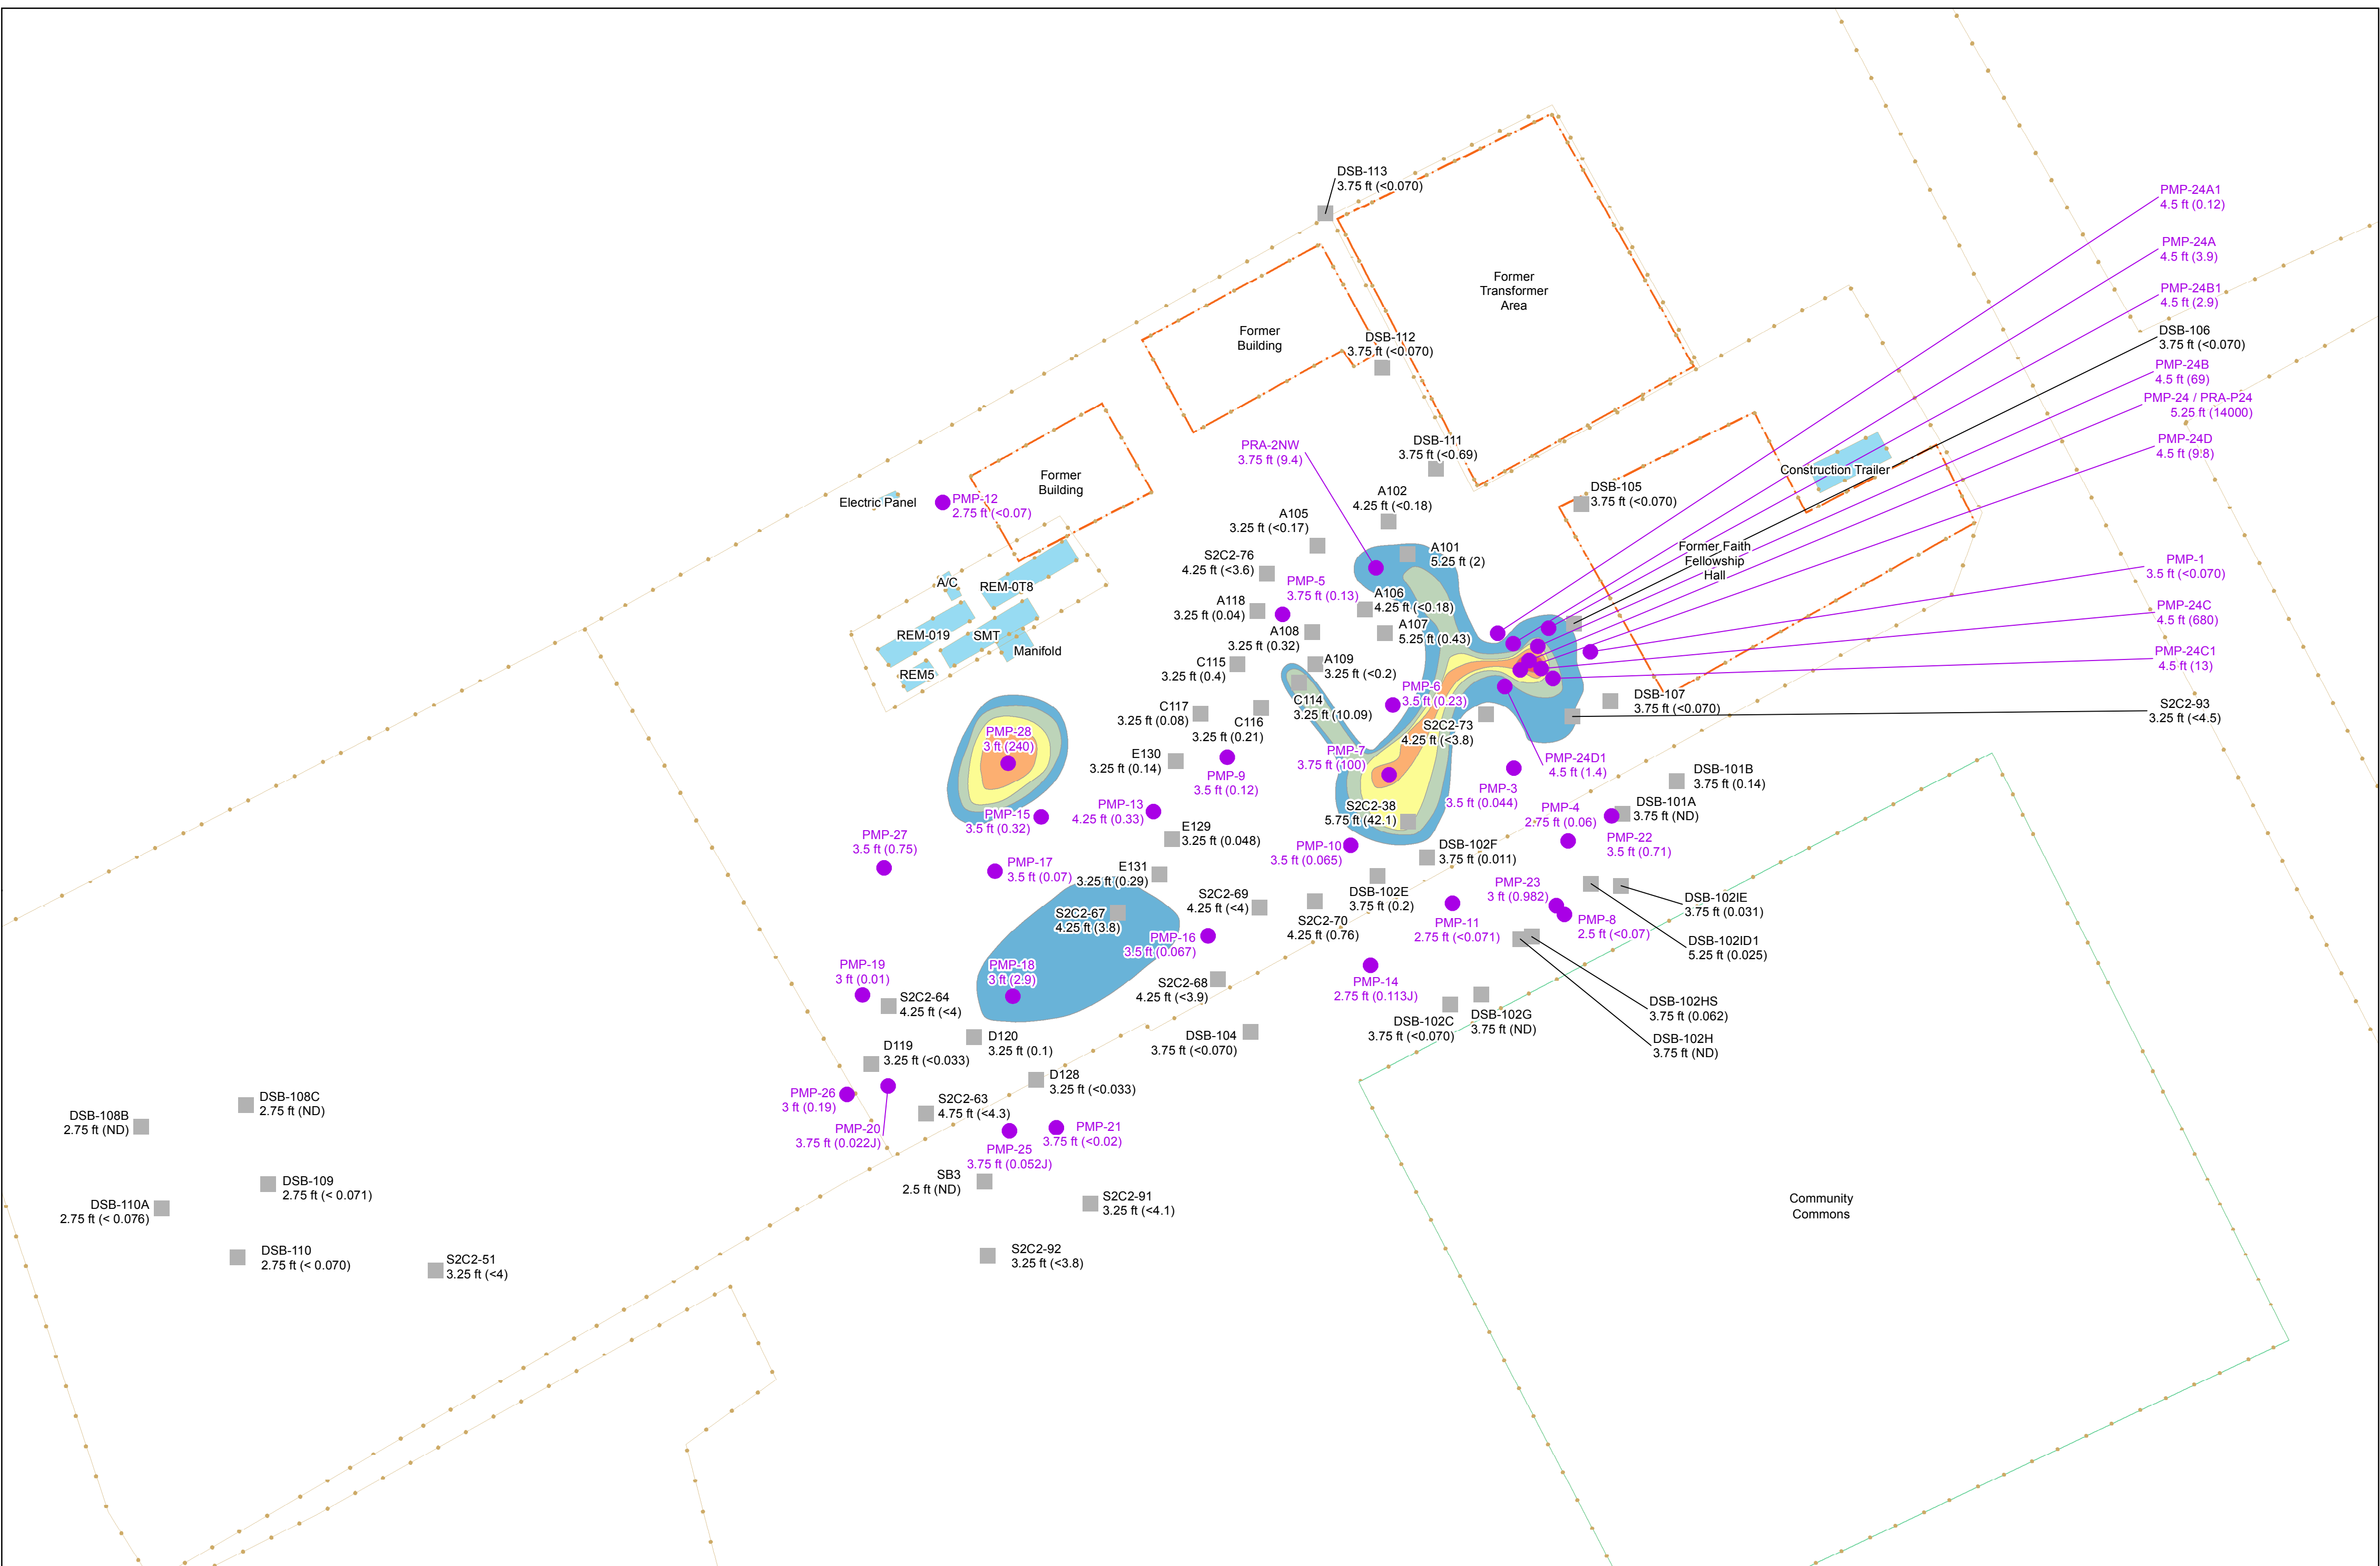 DSB-113
3.75 ft (<0.070)
PMP-24A1
4.5 ft (0.12)
PMP-24A
4.5 ft (3.9)
Former
Transformer
Area
PMP-24B1
4.5 ft (2.9)
Former
Building
DSB-112
3.75 ft (<0.070)
DSB-106
3.75 ft (<0.070)
PMP-24B
4.5 ft (69)
PMP-24 / PRA-P24
5.25 ft (14000)
PMP-24D
4.5 ft (9.8)
PRA-2NW
3.75 ft (9.4)
DSB-111
3.75 ft (<0.69)
Construction Trailer
Former
Building
Electric Panel
PMP-12
2.75 ft (<0.07)
A102
4.25 ft (<0.18)
DSB-105
3.75 ft (<0.070)
A105
3.25 ft (<0.17)
A101
5.25 ft (2)
Former Faith
Fellowship
Hall
S2C2-76
4.25 ft (<3.6)
PMP-1
3.5 ft (<0.070)
A/C
REM-0T8
PMP-5
3.75 ft (0.13)
A106
4.25 ft (<0.18)
A118
3.25 ft (0.04)
PMP-24C
4.5 ft (680)
REM-019
SMT
Manifold
REM5
A108
3.25 ft (0.32)
A107
5.25 ft (0.43)
PMP-24C1
4.5 ft (13)
C115
3.25 ft (0.4)
A109
3.25 ft (<0.2)
C114
3.25 ft (10.09)
PMP-6
3.5 ft (0.23)
DSB-107
3.75 ft (<0.070)
S2C2-93
3.25 ft (<4.5)
C117
3.25 ft (0.08)
C116
3.25 ft (0.21)
S2C2-73
4.25 ft (<3.8)
PMP-28
3 ft (240)
E130
3.25 ft (0.14)
PMP-9
3.5 ft (0.12)
PMP-7
3.75 ft (100)
PMP-24D1
4.5 ft (1.4)
DSB-101B
3.75 ft (0.14)
PMP-3
3.5 ft (0.044)
PMP-15
3.5 ft (0.32)
PMP-13
4.25 ft (0.33)
S2C2-38
5.75 ft (42.1)
PMP-4
2.75 ft (0.06)
DSB-101A
3.75 ft (ND)
E129
3.25 ft (0.048)
PMP-27
3.5 ft (0.75)
PMP-10
3.5 ft (0.065)
DSB-102F
3.75 ft (0.011)
PMP-22
3.5 ft (0.71)
PMP-17
3.5 ft (0.07)
E131
3.25 ft (0.29)
S2C2-69
4.25 ft (<4)
DSB-102E
3.75 ft (0.2)
PMP-23
3 ft (0.982)
DSB-102IE
3.75 ft (0.031)
S2C2-67
4.25 ft (3.8)
S2C2-70
4.25 ft (0.76)
PMP-11
2.75 ft (<0.071)
PMP-8
2.5 ft (<0.07)
PMP-16
3.5 ft (0.067)
DSB-102ID1
5.25 ft (0.025)
PMP-19
3 ft (0.01)
PMP-18
3 ft (2.9)
S2C2-68
4.25 ft (<3.9)
PMP-14
2.75 ft (0.113J)
S2C2-64
4.25 ft (<4)
DSB-102HS
3.75 ft (0.062)
DSB-102C
3.75 ft (<0.070)
DSB-102G
3.75 ft (ND)
DSB-104
3.75 ft (<0.070)
D120
3.25 ft (0.1)
D119
3.25 ft (<0.033)
DSB-102H
3.75 ft (ND)
D128
3.25 ft (<0.033)
PMP-26
3 ft (0.19)
DSB-108C
2.75 ft (ND)
DSB-108B
2.75 ft (ND)
S2C2-63
4.75 ft (<4.3)
PMP-20
3.75 ft (0.022J)
PMP-21
3.75 ft (<0.02)
PMP-25
3.75 ft (0.052J)
SB3
2.5 ft (ND)
DSB-109
2.75 ft (< 0.071)
S2C2-91
3.25 ft (<4.1)
Community
Commons
DSB-110A
2.75 ft (< 0.076)
DSB-110
2.75 ft (< 0.070)
S2C2-51
3.25 ft (<4)
S2C2-92
3.25 ft (<3.8)